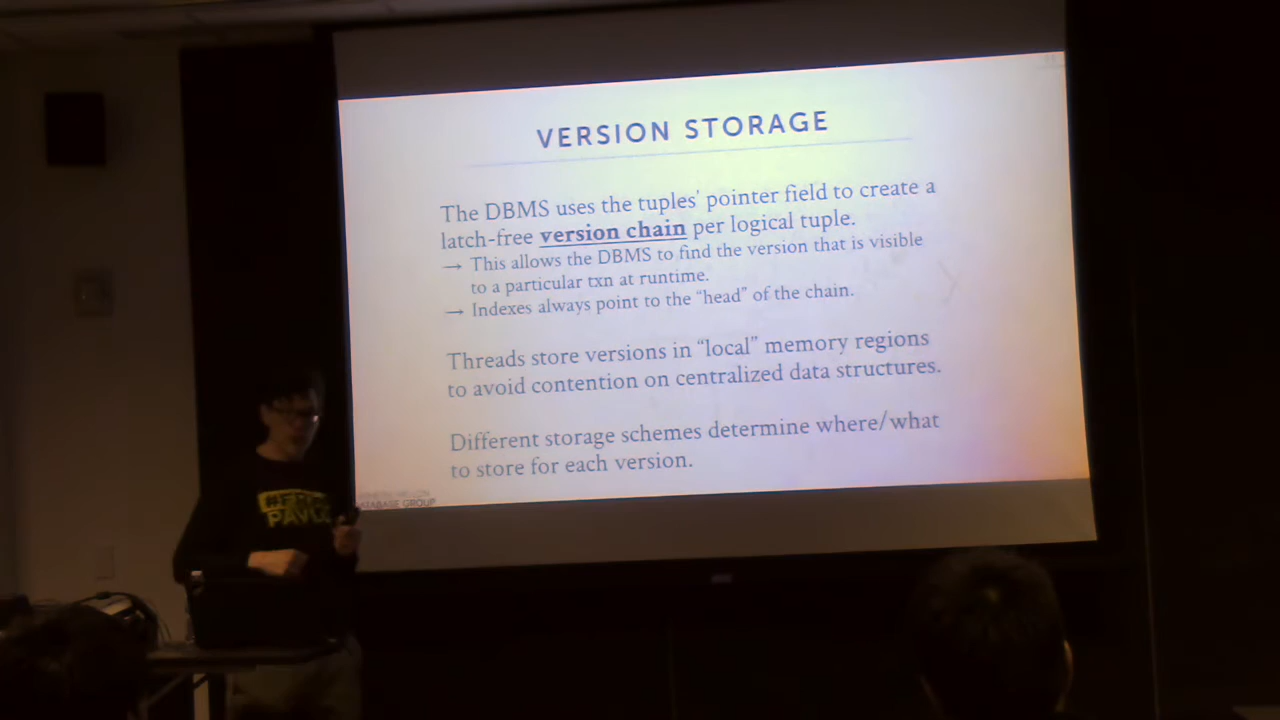 VERSION STORAGE
The DBMS uses the tuples’ pointer field to create a
latch-free version chain per logical tuple.
→ This allows the DBMS to find the version that is visible
to a particular txn at runtime.
→ Indexes always point to the “head” of the chain.
Threads store versions in “local” memory regions
to avoid contention on centralized data structures.
Different storage schemes determine where/what
to store for each version.
DATABASE GROUP